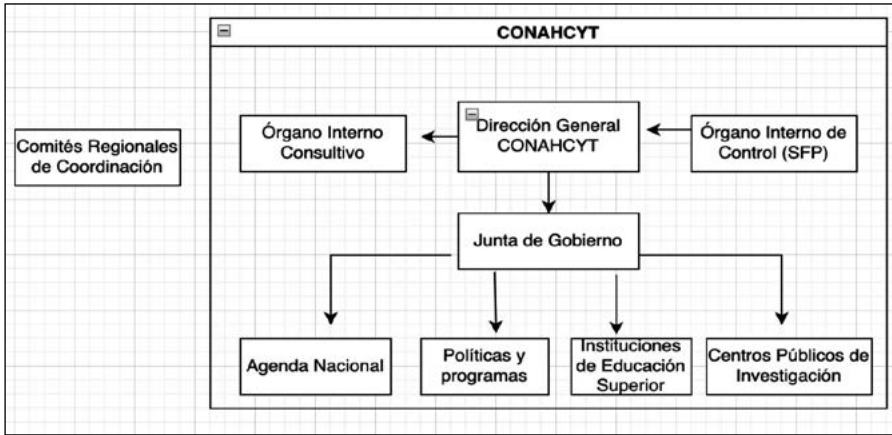 CONAHCYT
Órgano Interno
Consultivo
Dirección General
CONAHCYT
Órgano Interno de
Control (SFP)
Comités Regionales
de Coordinación
Junta de Gobierno
Agenda Nacional
Políticas y
programas
Instituciones
de Educación
Superior
Centros Públicos de
Investigación